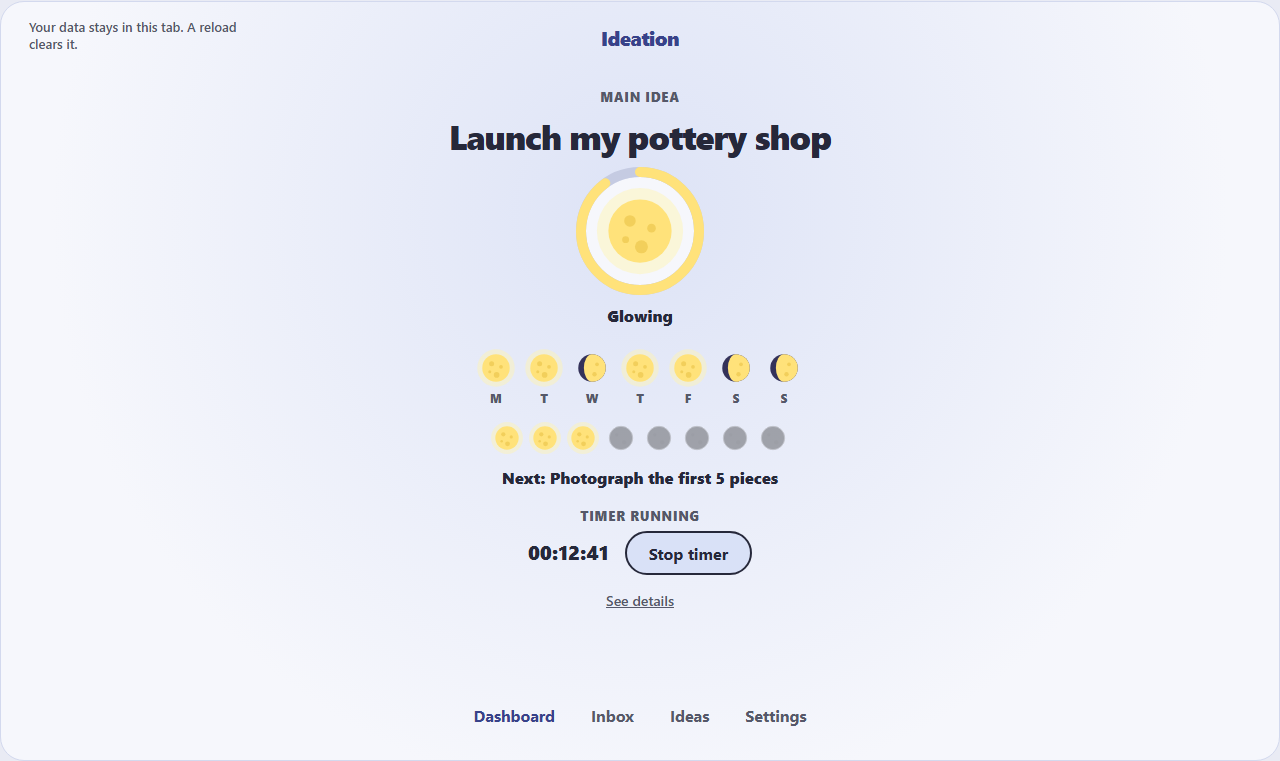 Your data stays in this tab. A reload
clears it.
Ideation
MAIN IDEA
Launch my pottery shop
Glowing
M T W T F S S
Next: Photograph the first 5 pieces
TIMER RUNNING
00:12:41 Stop timer
See details
Dashboard Inbox Ideas Settings